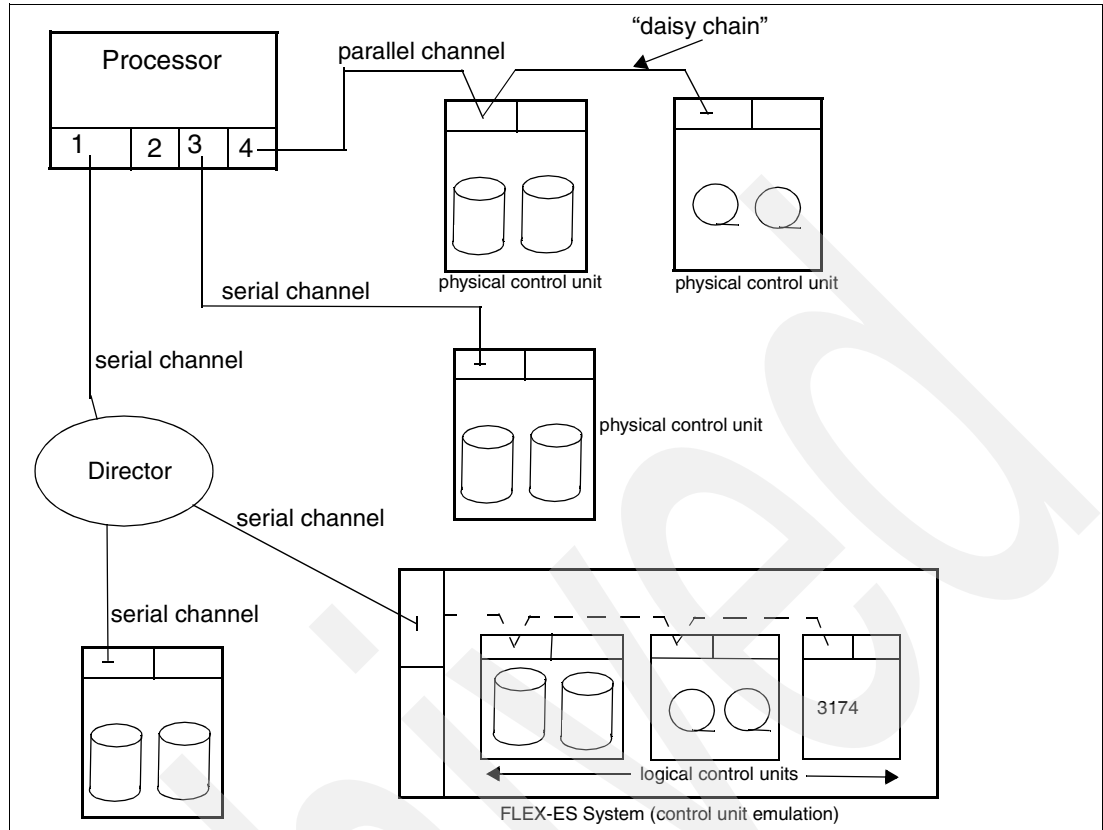 “daisy chain”
Processor
parallel channel
1 2 3 4
physical control unit
physical control unit
serial channel
serial channel
physical control unit
Director
serial channel
serial channel
3174
logical control units
FLEX-ES System (control unit emulation)